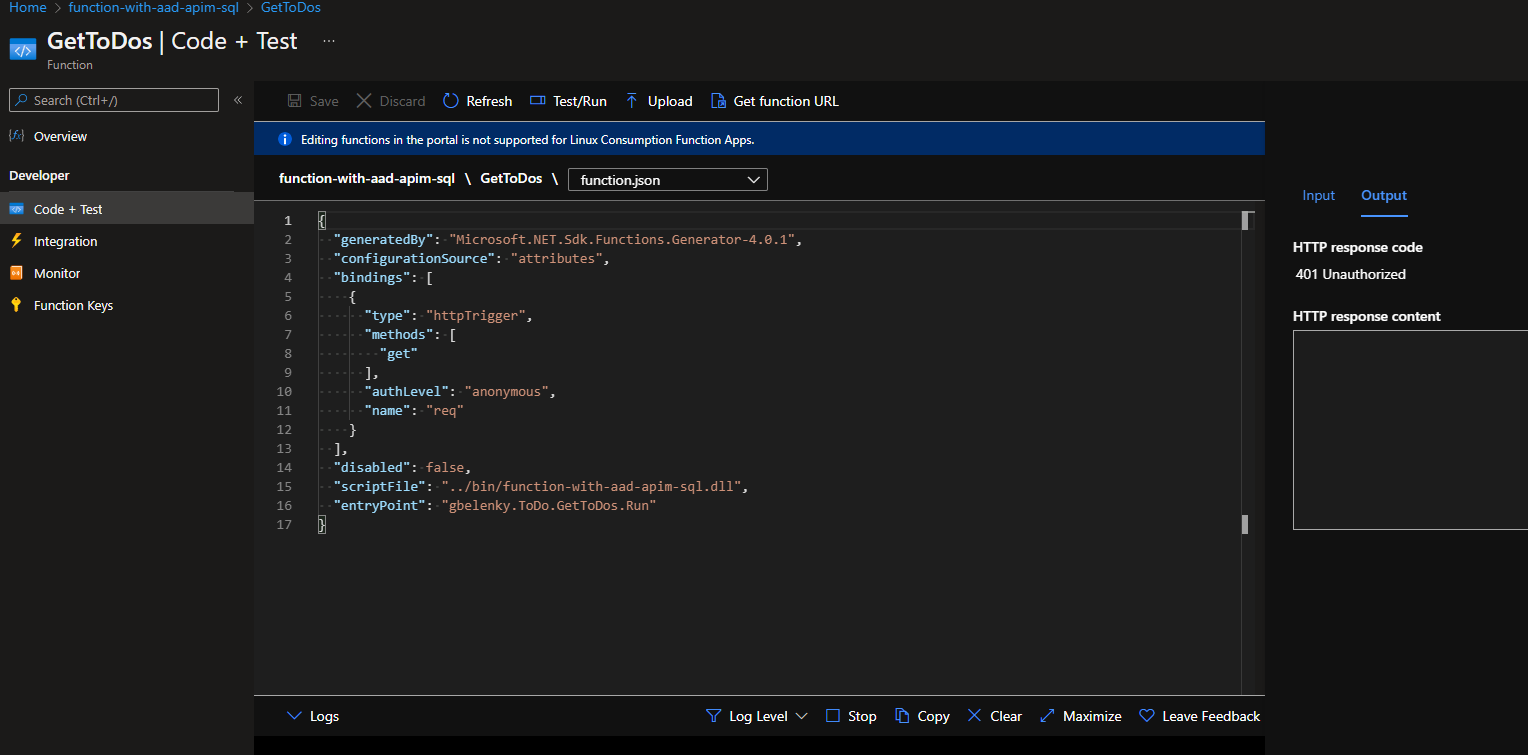 Home > function-with-aad-apim-sql > GetToDos
GetToDos | Code + Test ...
Function
Search (Ctrl+/) «
Overview
Developer
Code + Test
Integration
Monitor
Function Keys
Save Discard Refresh Test/Run Upload Get function URL
Editing functions in the portal is not supported for Linux Consumption Function Apps.
function-with-aad-apim-sql \ GetToDos \ function.json
1 {
2 "generatedBy": "Microsoft.NET.Sdk.Functions.Generator-4.0.1",
3 "configurationSource": "attributes",
4 "bindings": [
5 {
6 "type": "httpTrigger",
7 "methods": [
8 "get"
9 ],
10 "authLevel": "anonymous",
11 "name": "req"
12 }
13 ],
14 "disabled": false,
15 "scriptFile": "../bin/function-with-aad-apim-sql.dll",
16 "entryPoint": "gbelenky.ToDo.GetToDos.Run"
17 }
Logs Log Level Stop Copy Clear Maximize Leave Feedback
Input Output
HTTP response code
401 Unauthorized
HTTP response content